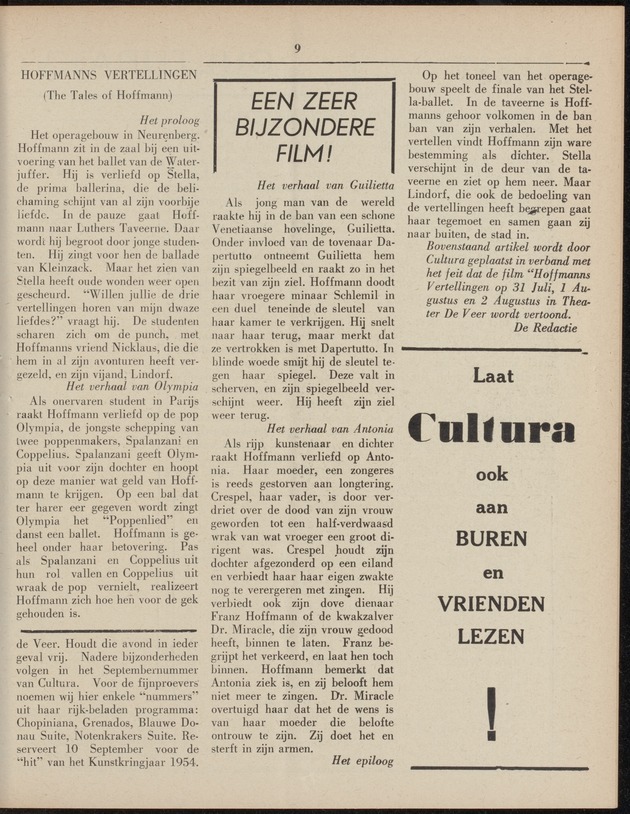 9
HOFFMANNS VERTELLINGEN
(The Tales of Hoffmann)
Het proloog
Het operagebouw in Neurenberg.
Hoffmann zit in de zaal bij een uit-
voering van het ballet van de Water-
juffer. Hij is verliefd op Stella,
de prima ballerina, die de beli-
chaming schijnt van al zijn voorbije
liefde. In de pauze gaat Hoff-
mann naar Luthers Taveerne. Daar
wordt hij begroot door jonge studen-
ten. Hij zingt voor hen de ballade
van Kleinzack. Maar het zien van
Stella heeft oude wonden weer open
gescheurd. “Willen jullie de drie
vertellingen horen van mijn dwaze
liefdes?” vraagt hij. De studenten
scharen zich om de punch, met
Hoffmanns vriend Nicklaus, die die
hem in al zijn avonturen heeft ver-
gezeld, en zijn vijand, Lindorf.
Het verhaal van Olympia
Als onervaren student in Parijs
raakt Hoffmann verliefd op de pop
Olympia, de jongste schepping van
twee poppenmakers, Spalanzani en
Coppelius. Spalanzani geeft Olym-
pia uit voor zijn dochter en hoopt
op deze manier wat geld van Hoff-
mann te krijgen. Op een bal dat
ter harer eer gegeven wordt zingt
Olympia het “Poppenlied” en
danst een ballet. Hoffmann is ge-
heel onder haar betovering. Pas
als Spalanzani en Coppelius uit
hun rol vallen en Coppelius uit
wraak de pop vernielt, realizeert
Hoffmann zich hoe hen voor de gek
gehouden is.
de Veer. Houdt die avond in ieder
geval vrij. Nadere bijzonderheden
volgen in het Septembernummer
van Cultura. Voor de fijnproevers
noemen wij hier enkele “nummers”
uit haar rijk-beladen programma:
Chopiniana, Grenados, Blauwe Do-
nau Suite, Notenkrakers Suite. Re-
serveert 10 September voor de
“hit” van het Kunstkringjaar 1954.
EEN ZEER
BIJZONDERE
FILM!
Het verhaal van Guilietta
Als jong man van de wereld
raakte hij in de ban van een schone
Venetiaanse hovelinge, Guilietta.
Onder invloed van de tovenaar Da-
pertutto ontneemt Guilietta hem
zijn spiegelbeeld en raakt zo in het
bezit van zijn ziel. Hoffmann doodt
haar vroegere minaar Schlemil in
een duel teneinde de sleutel van
haar kamer te verkrijgen. Hij snelt
naar haar terug, maar merkt dat
ze vertrokken is met Dapertutto. In
blinde woede smijt hij de sleutel te-
gen haar spiegel. Deze valt in
scherven, en zijn spiegelbeeld ver-
schijnt weer. Hij heeft zijn ziel
weer terug.
Het verhaal van Antonia
Als rijp kunstenaar en dichter
raakt Hoffmann verliefd op Anto-
nia. Haar moeder, een zongeres
is reeds gestorven aan longtering.
Crespel, haar vader, is door ver-
driet over de dood van zijn vrouw
geworden tot een half-verdwaasd
wrak van wat vroeger een groot di-
rigent was. Crespel houdt zijn
dochter afgezonderd op een eiland
en verbiedt haar haar eigen zwakte
nog te verergeren met zingen. Hij
verbiedt ook zijn dove dienaar
Franz Hoffmann of de kwakzalver
Dr. Miracle, die zijn vrouw gedood
heeft, binnen te laten. Franz be-
grijpt het verkeerd, en laat hen toch
binnen. Hoffmann bemerkt dat
Antonia ziek is, en zij belooft hem
niet meer te zingen. Dr. Miracle
overtuigd haar dat het de wens is
van haar moeder die belofte
ontrouw te zijn. Zij doet het en
sterft in zijn armen.
Het epiloog
Op het toneel van het operage-
bouw speelt de finale van het Stel-
la-ballet. In de taveerne is Hoff-
manns gehoor volkomen in de ban
ban van zijn verhalen. Met het
vertellen vindt Hoffmann zijn ware
bestemming als dichter. Stella
verschijnt in de deur van de ta-
veerne en ziet op hem neer. Maar
Lindorf, die ook de bedoeling van
de vertellingen heeft begrepen gaat
haar tegemoet en samen gaan zij
naar buiten, de stad in.
Bovenstaand artikel wordt door
Cultura geplaatst in verband met
het feit dat de film “Hoffmanns
Vertellingen op 31 Juli, 1 Au-
gustus en 2 Augustus in Thea-
ter De Veer wordt vertoond.
De Redactie
Laat
Cultura
ook
aan
BUREN
en
VRIENDEN
LEZEN
!